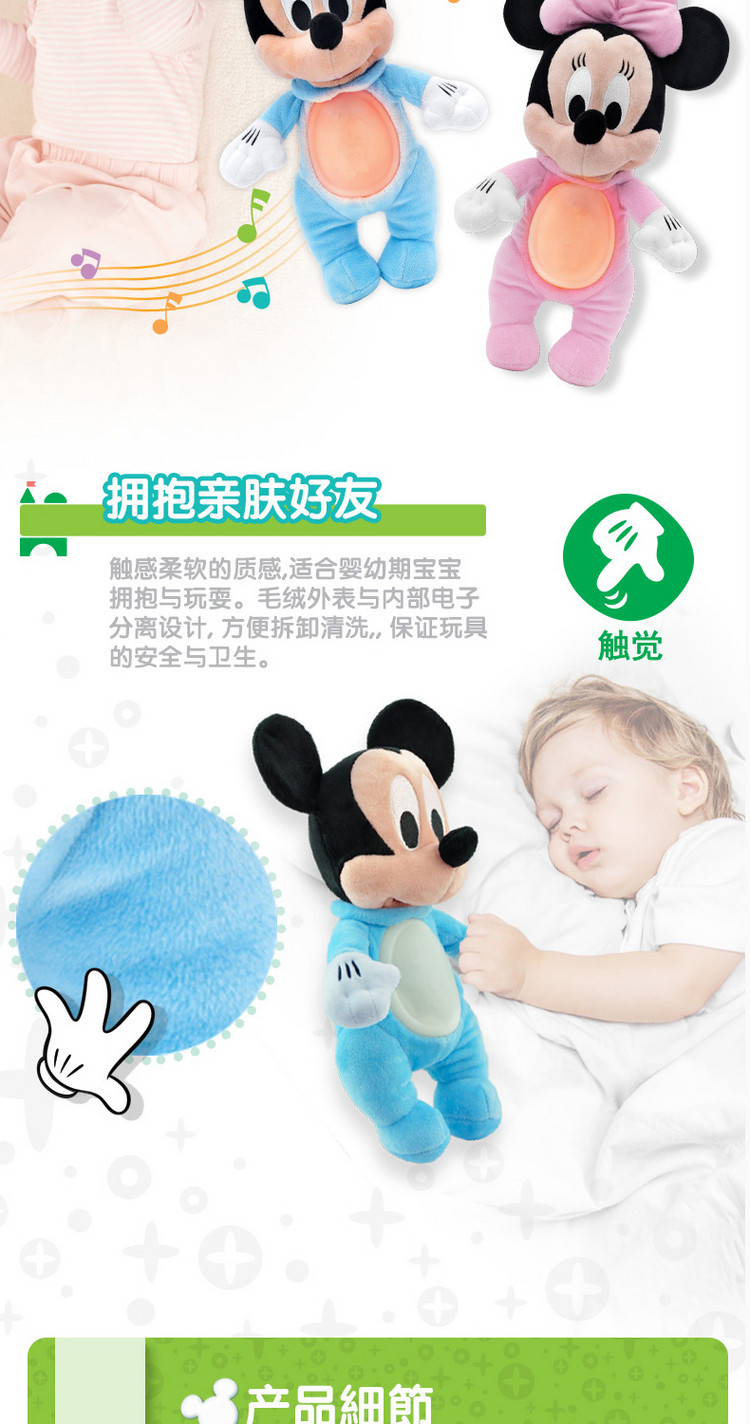 拥抱亲肤好友
触感柔软的质感,适合婴幼期宝宝
拥抱与玩耍。毛绒外表与内部电子
分离设计, 方便拆卸清洗,, 保证玩具
的安全与卫生。
触觉
产品細節